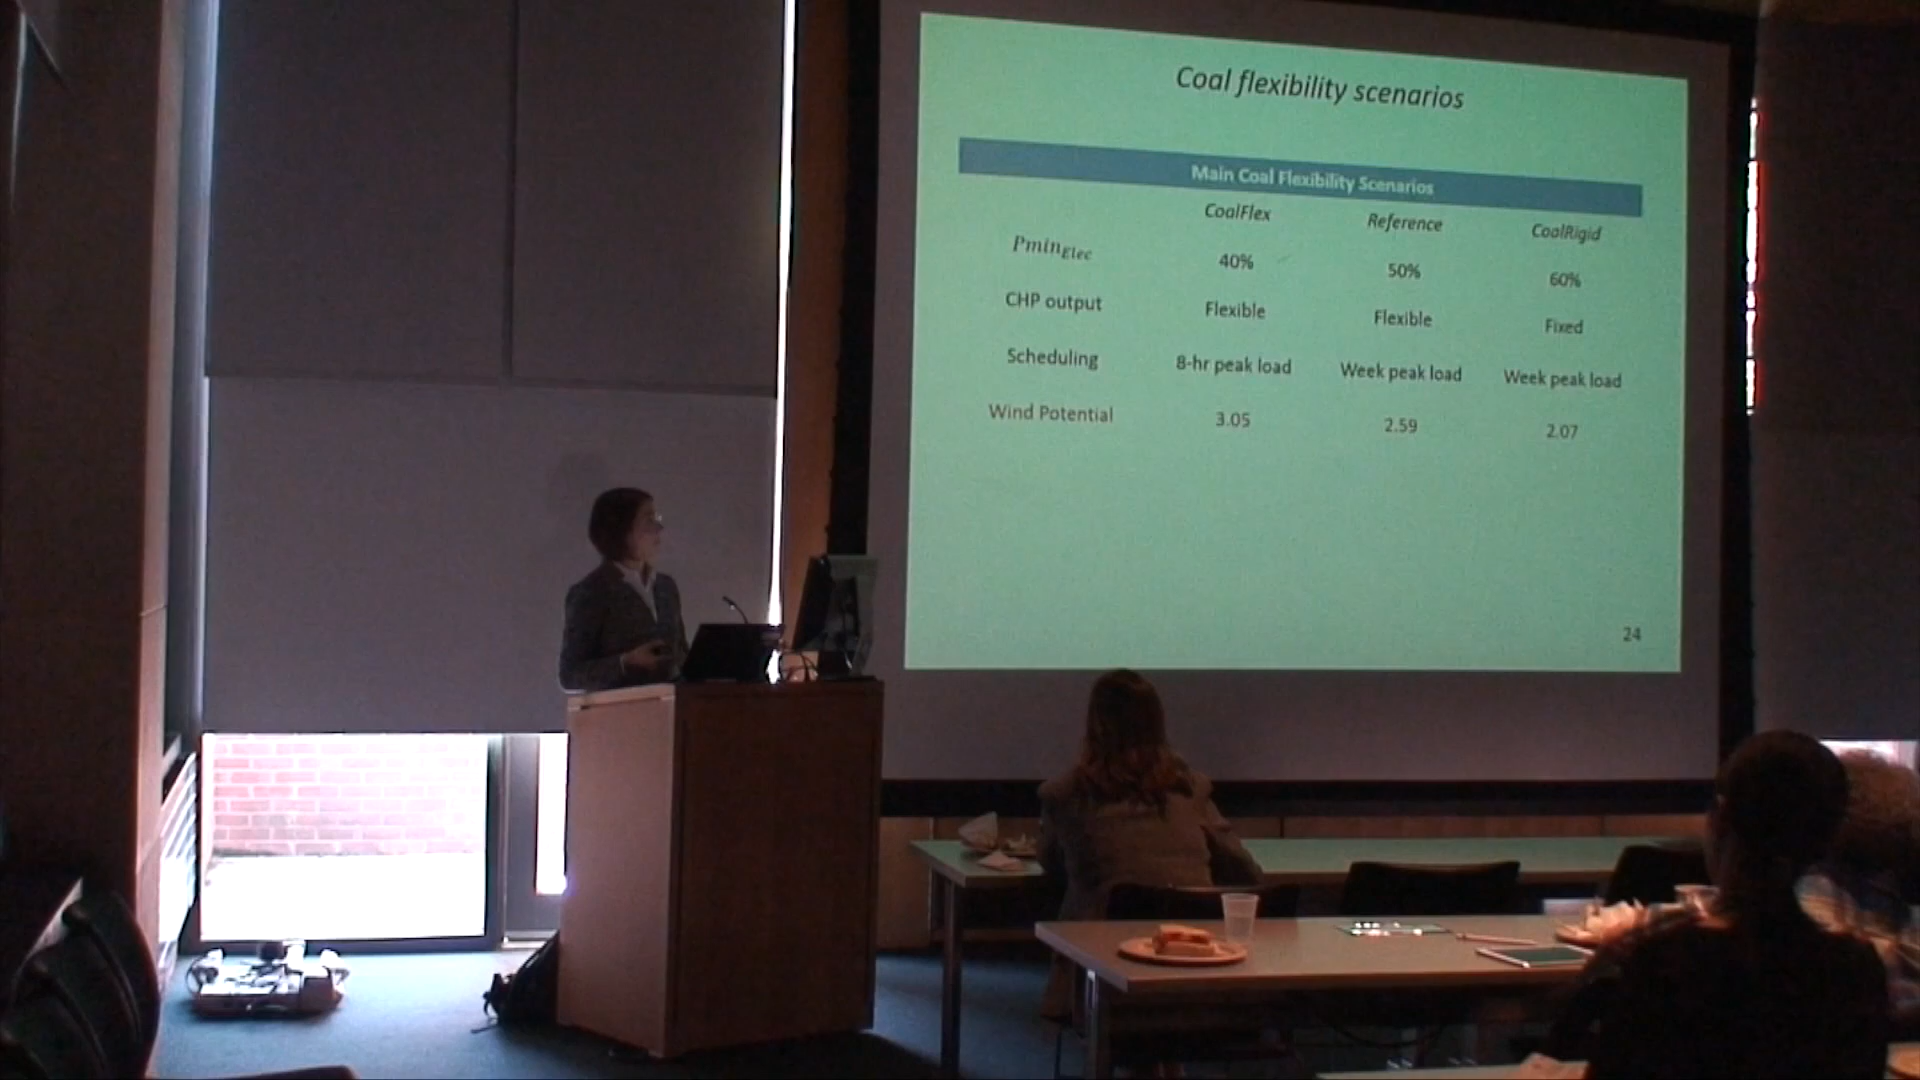 Coal flexibility scenarios
Main Coal Flexibility Scenarios
CoalFlex Reference CoalRigid
Pmin_gtec 40% 50% 60%
CHP output Flexible Flexible Fixed
Scheduling 8-hr peak load Week peak load Week peak load
Wind Potential 3.05 2.59 2.07
24